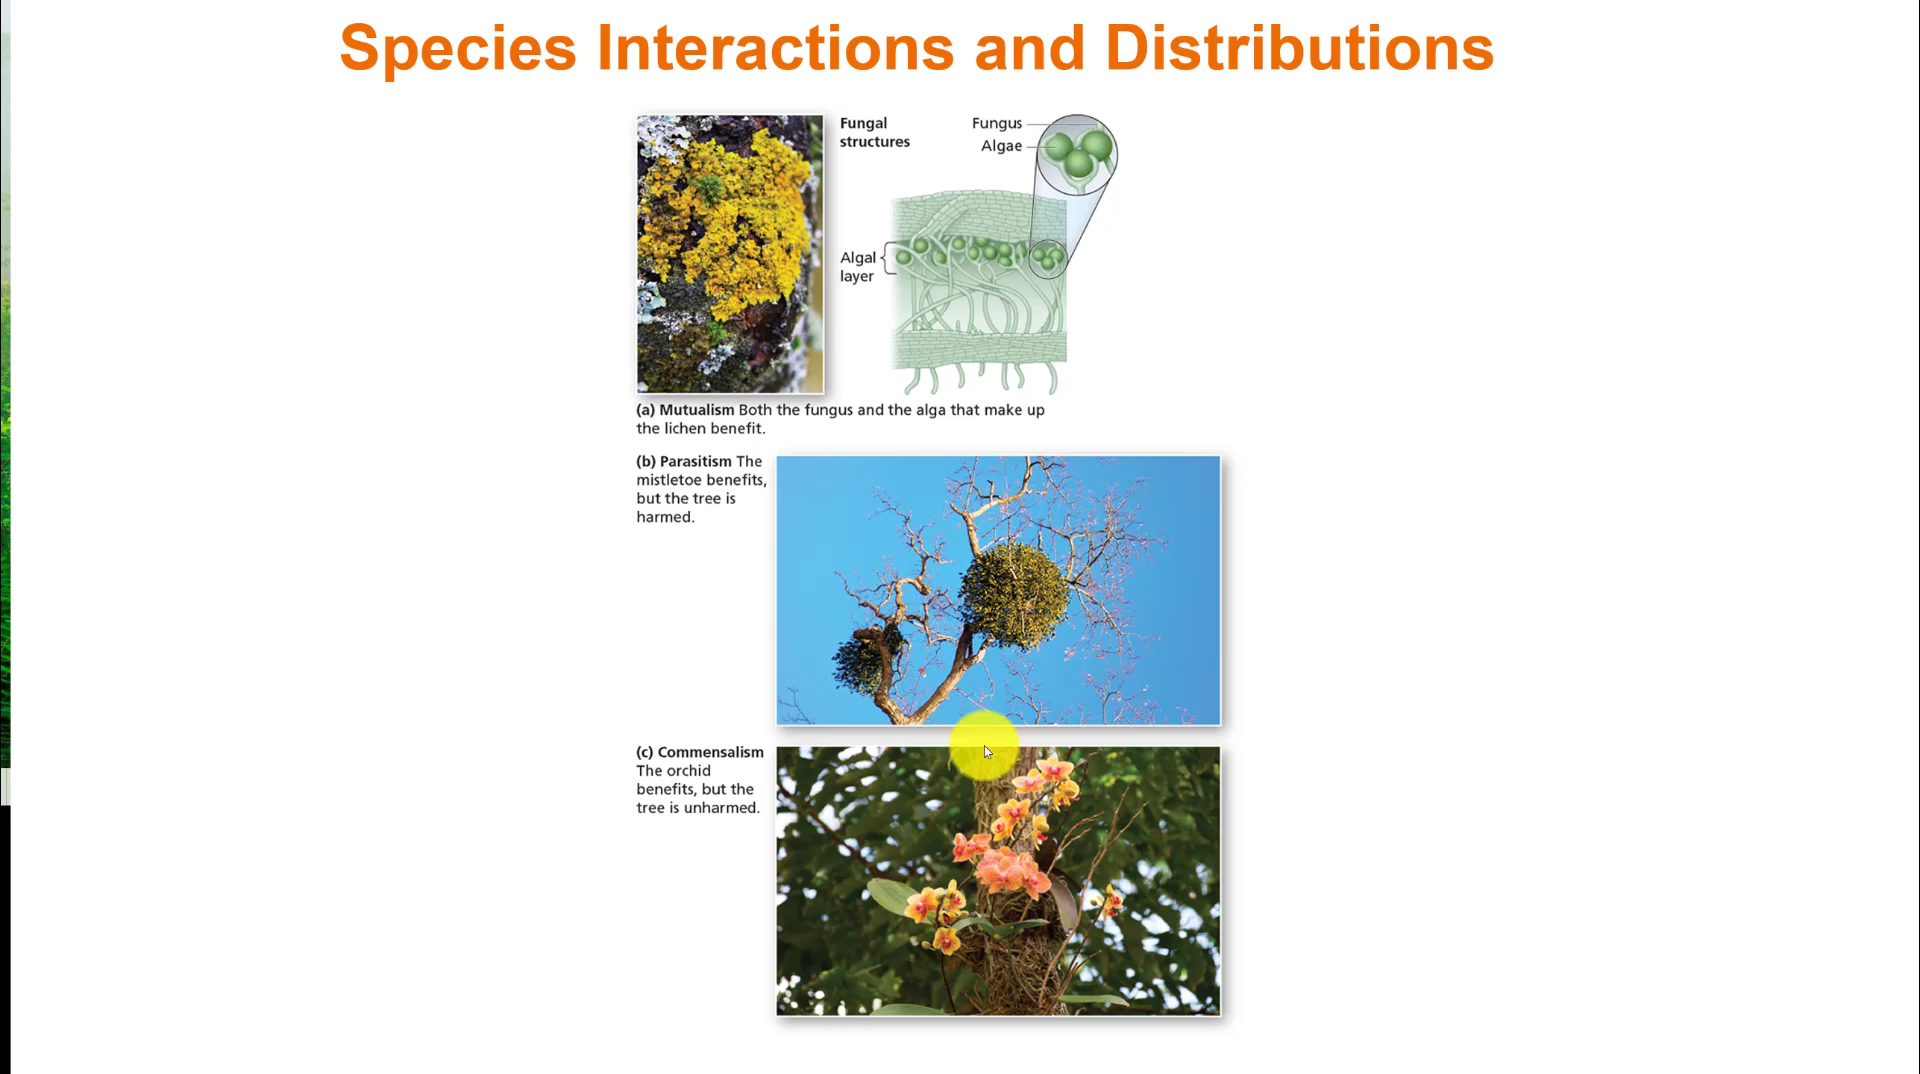 Species Interactions and Distributions
Fungal
structures
Fungus
Algae
Algal
layer
(a) Mutualism Both the fungus and the alga that make up
the lichen benefit.
(b) Parasitism The
mistletoe benefits,
but the tree is
harmed.
(c) Commensalism
The orchid
benefits, but the
tree is unharmed.